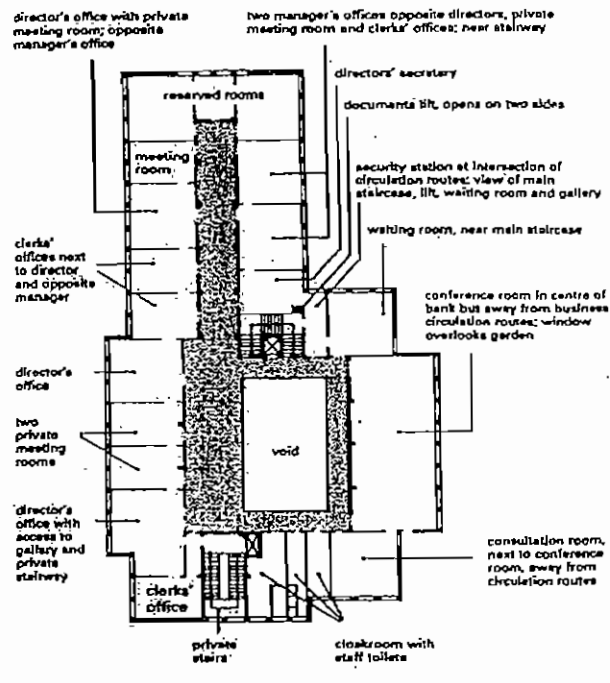 director's office with private
meeting room; opposite
manager's office
two manager's offices opposite directors, private
meeting room and clerks' offices; near stairway
directors' secretary
documents lift, opens on two sides
security station at intersection of
circulation routes; view of main
staircase, lift, waiting room and gallery
waiting room, near main staircase
conference room in centre of
bank but away from business
circulation routes; window
overlooks garden
reserved rooms
meeting
room
clerks'
offices next
to director
and opposite
manager
director's
office
two
private
meeting
rooms
void
director's
office with
access to
gallery and
private
stairway
clerks'
office
private
stairs
cloakroom with
staff toilets
consultation room,
next to conference
room, away from
circulation routes